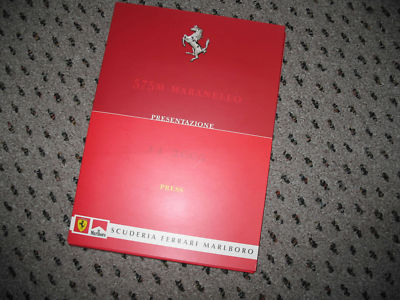 575M MARANELLO
PRESENTAZIONE
PRESS
Marlboro
SCUDERIA FERRARI MARLBORO